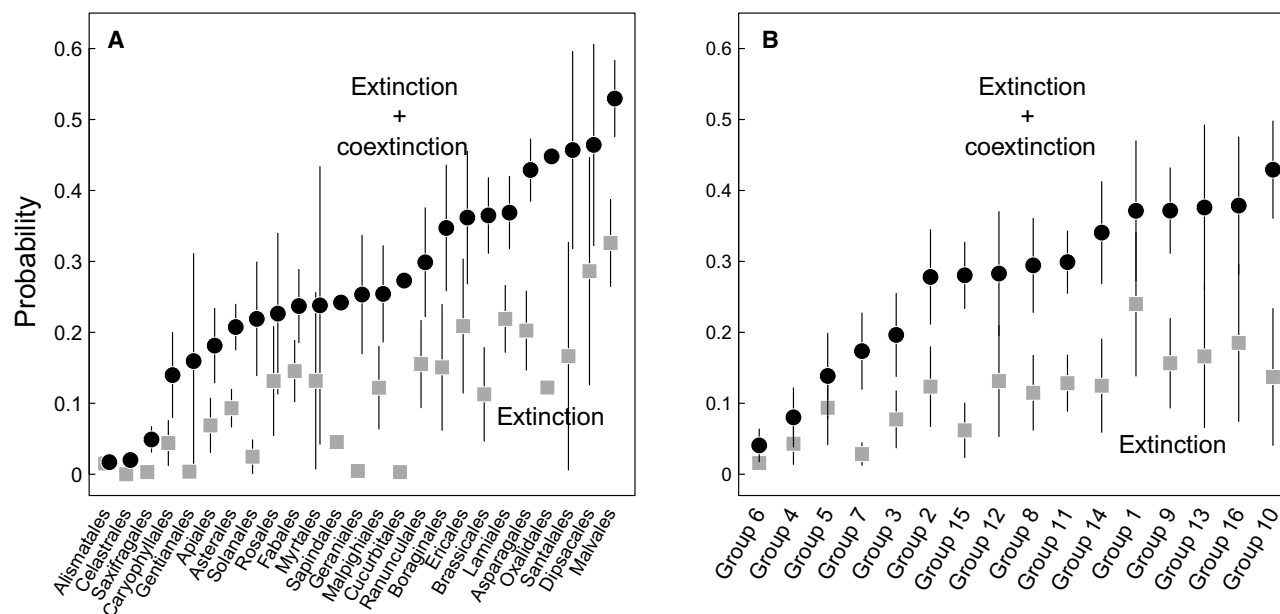 A
B
Extinction
+
coextinction
Extinction
+
coextinction
Extinction
Extinction
Probability
0.6
0.5
0.4
0.3
0.2
0.1
0
0.6
0.5
0.4
0.3
0.2
0.1
0
Alismatales
Celastrales
Saxifragales
Caryophyllales
Gentianales
Apiales
Asterales
Solanales
Rosales
Fabales
Myrtales
Sapindales
Geraniales
Malpighiales
Cucurbitales
Ranunculales
Boraginales
Ericales
Brassicales
Lamiales
Asparagales
Oxalidales
Santalales
Dipsacales
Malvales
Group 6
Group 4
Group 5
Group 7
Group 3
Group 2
Group 15
Group 12
Group 8
Group 11
Group 14
Group 1
Group 9
Group 13
Group 16
Group 10